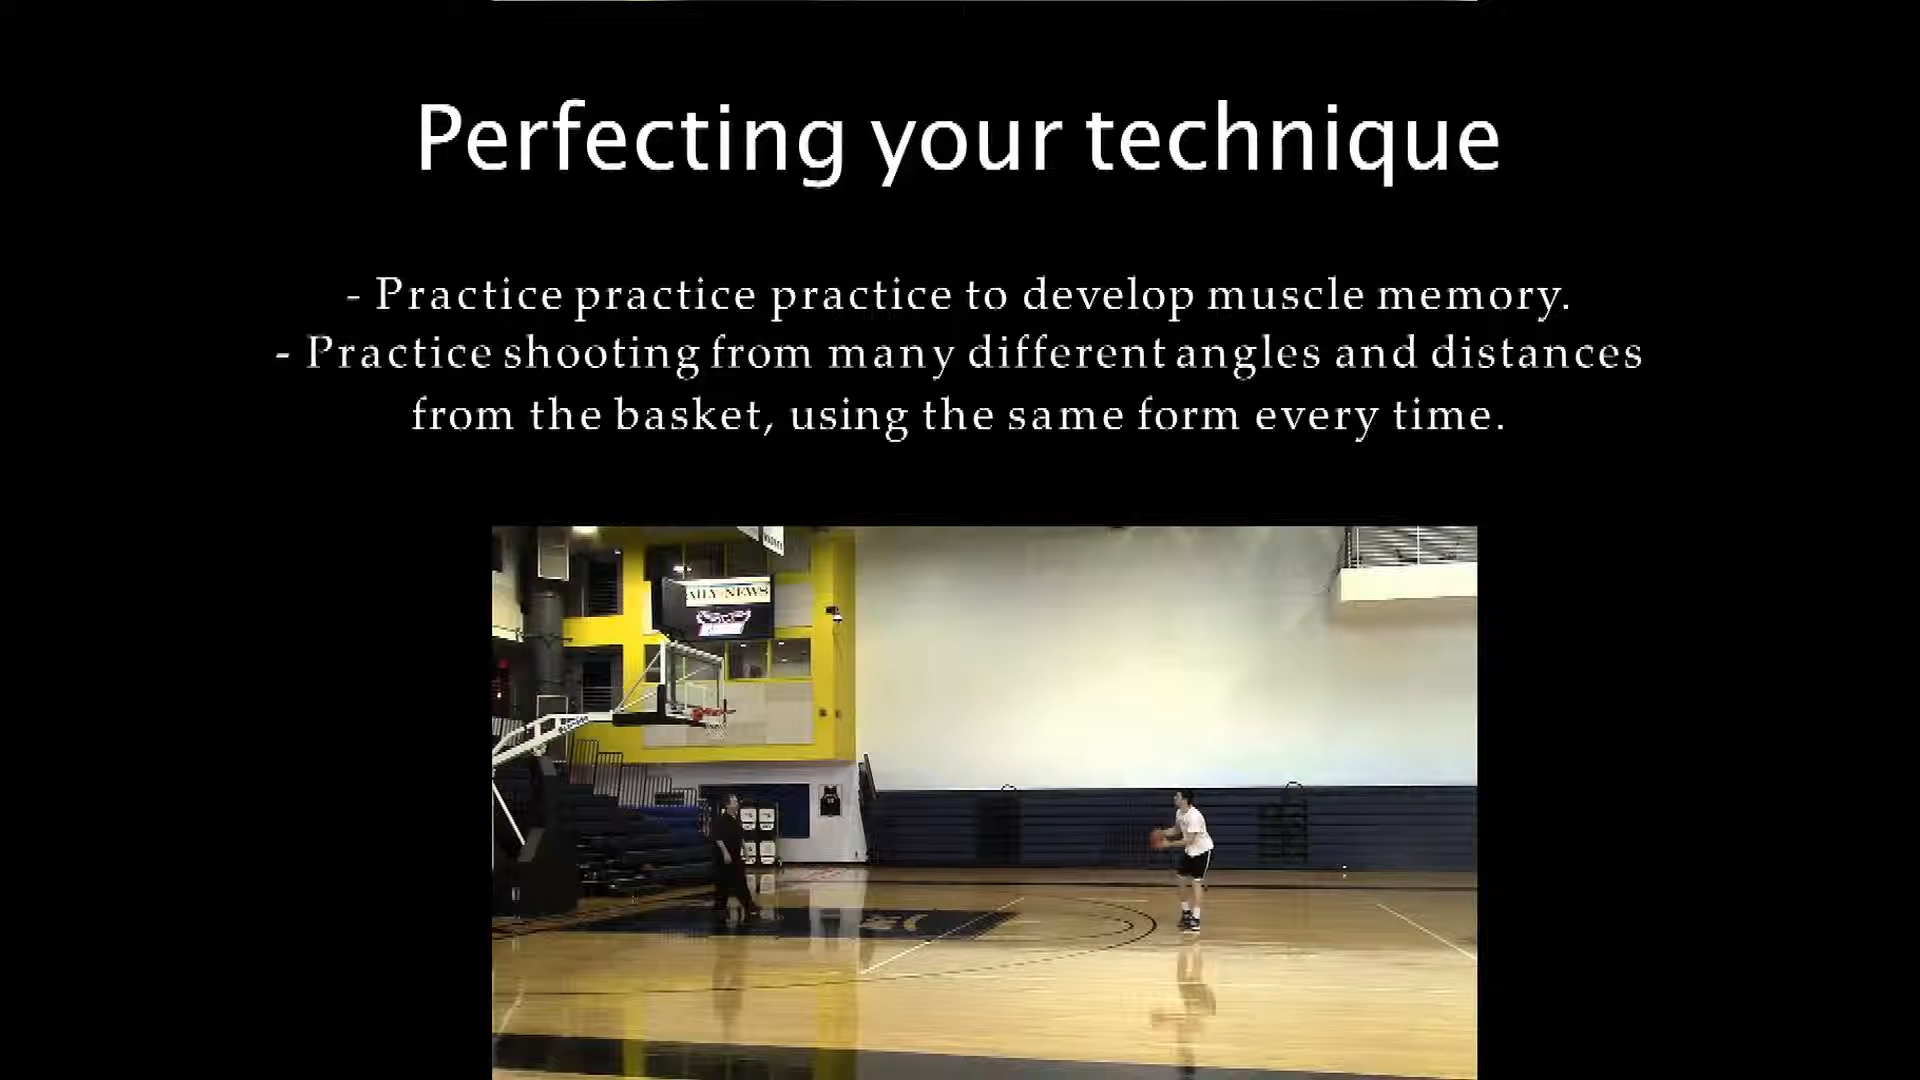 Perfecting your technique
- Practice practice practice to develop muscle memory.
- Practice shooting from many different angles and distances
from the basket, using the same form every time.
NEWS